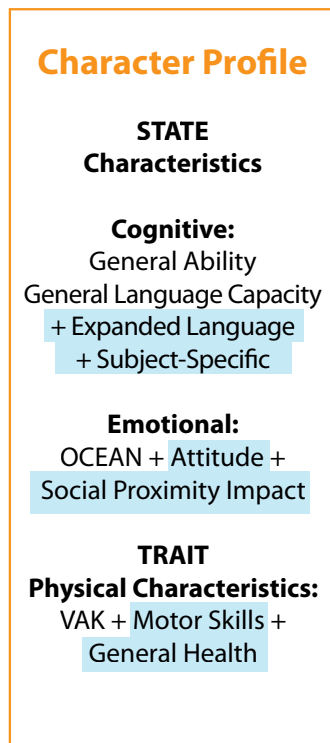 Character Profile
STATE
Characteristics
Cognitive:
General Ability
General Language Capacity
+ Expanded Language
+ Subject-Specific
Emotional:
OCEAN + Attitude +
Social Proximity Impact
TRAIT
Physical Characteristics:
VAK + Motor Skills +
General Health